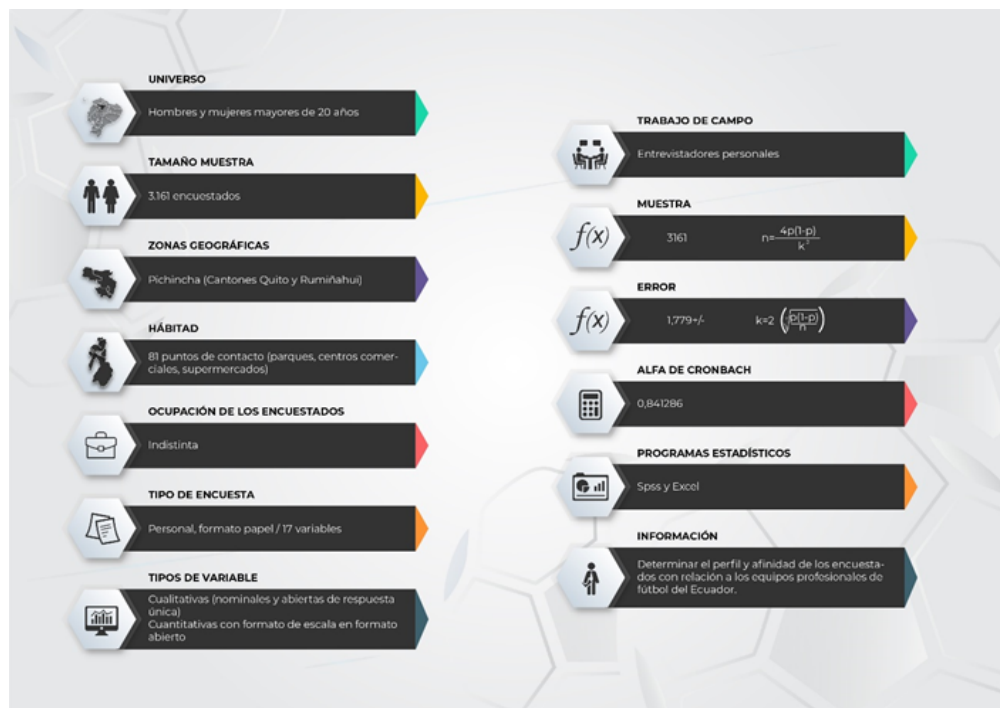 UNIVERSO
Hombres y mujeres mayores de 20 años
TAMAÑO MUESTRA
3.161 encuestados
ZONAS GEOGRÁFICAS
Pichincha (Cantones Quito y Rumiñahui)
HÁBITAD
81 puntos de contacto (parques, centros comer-
ciales, supermercados)
OCUPACIÓN DE LOS ENCUESTADOS
Indistinta
TIPO DE ENCUESTA
Personal, formato papel / 17 variables
TIPOS DE VARIABLE
Cualitativas (nominales y abiertas de respuesta
única)
Cuantitativas con formato de escala en formato
abierto
TRABAJO DE CAMPO
Entrevistadores personales
MUESTRA
f(x) 3161 n=4p(1-p)/k²
ERROR
f(x) 1,779+/- k=2 (√p(1-p)/n)
ALFA DE CRONBACH
0,841286
PROGRAMAS ESTADÍSTICOS
Spss y Excel
INFORMACIÓN
Determinar el perfil y afinidad de los encuesta-
dos con relación a los equipos profesionales de
fútbol del Ecuador.